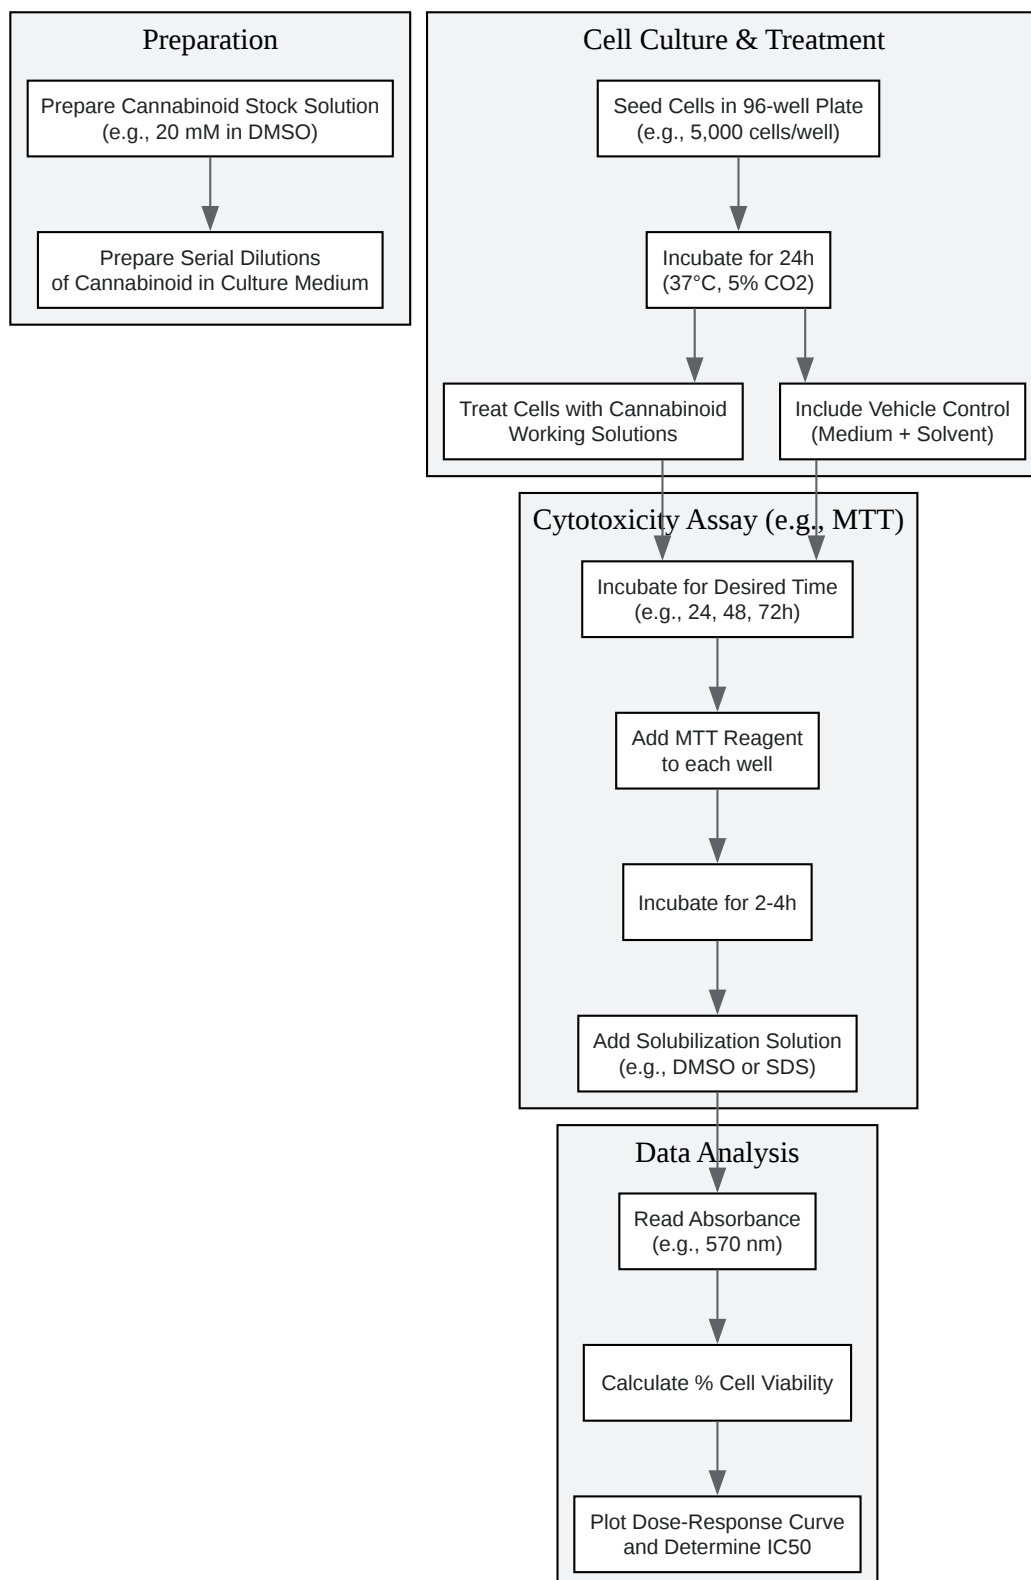 Preparation
Prepare Cannabinoid Stock Solution
(e.g., 20 mM in DMSO)
Prepare Serial Dilutions
of Cannabinoid in Culture Medium
Cell Culture & Treatment
Seed Cells in 96-well Plate
(e.g., 5,000 cells/well)
Incubate for 24h
(37°C, 5% CO2)
Treat Cells with Cannabinoid
Working Solutions
Include Vehicle Control
(Medium + Solvent)
Cytotoxicity Assay (e.g., MTT)
Incubate for Desired Time
(e.g., 24, 48, 72h)
Add MTT Reagent
to each well
Incubate for 2-4h
Add Solubilization Solution
(e.g., DMSO or SDS)
Data Analysis
Read Absorbance
(e.g., 570 nm)
Calculate % Cell Viability
Plot Dose-Response Curve
and Determine IC50